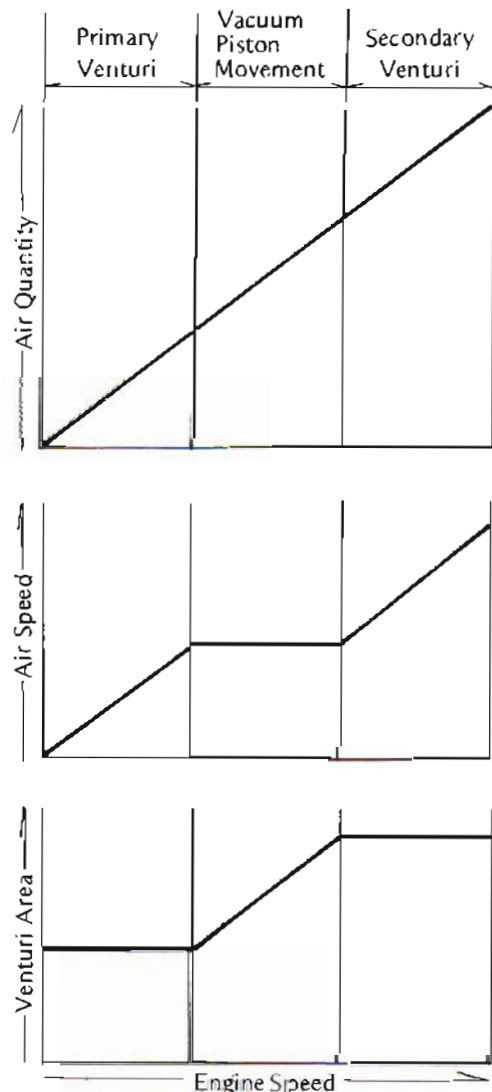 Primary
Venturi
Vacuum
Piston
Movement
Secondary
Venturi
Air Quantity
Air Speed
Venturi Area
Engine Speed